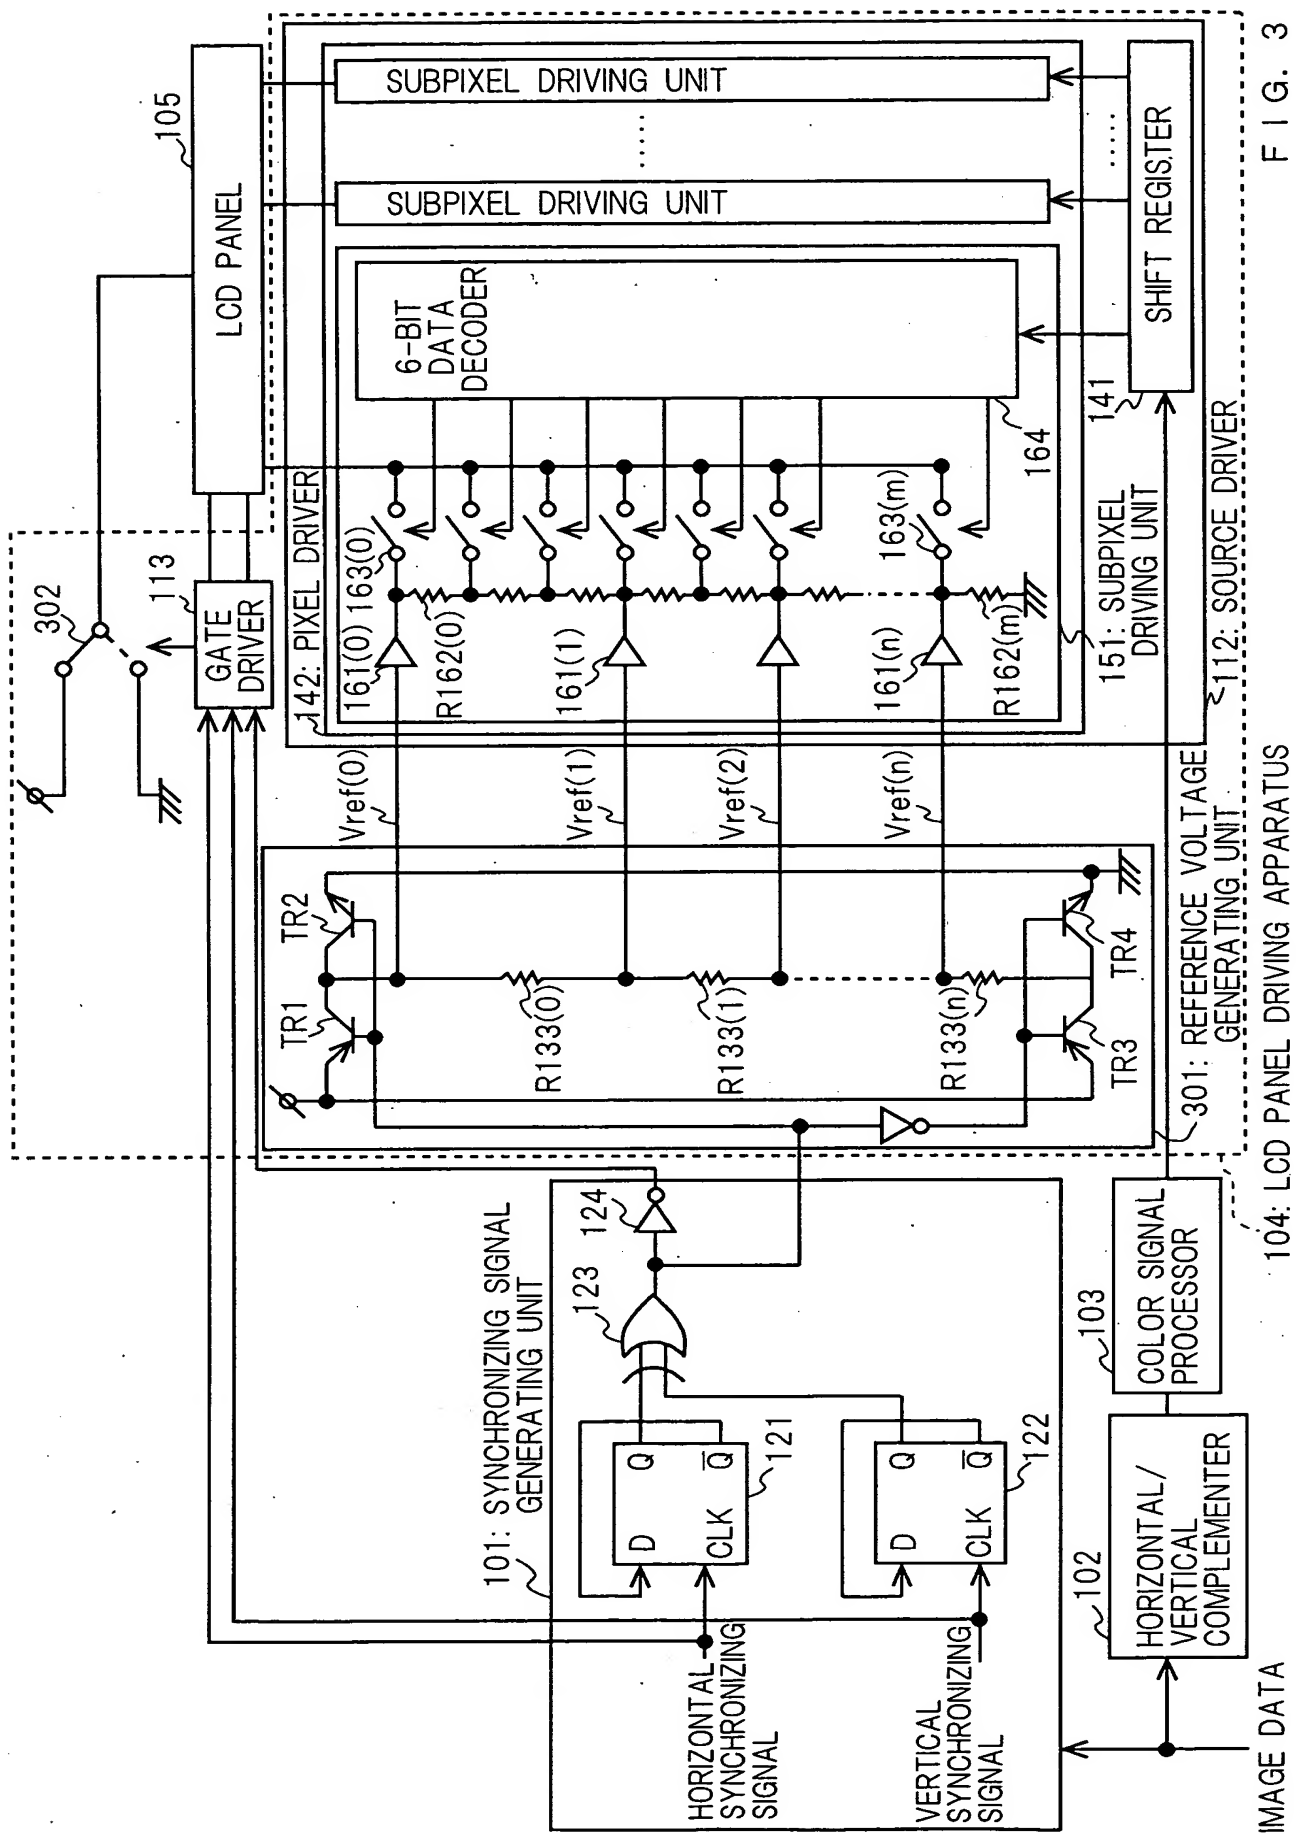 105
LCD PANEL
302
113
GATE
DRIVER
142: PIXEL DRIVER
SUBPIXEL DRIVING UNIT
SUBPIXEL DRIVING UNIT
6-BIT
DATA
DECODER
164
161(0)
163(0)
R162(0)
161(1)
161(n)
163(m)
R162(m)
151: SUBPIXEL
DRIVING UNIT
SHIFT REGISTER
141
112: SOURCE DRIVER
Vref(0)
Vref(1)
Vref(2)
Vref(n)
TR1
TR2
R133(0)
R133(1)
R133(n)
TR3
TR4
301: REFERENCE VOLTAGE
GENERATING UNIT
104: LCD PANEL DRIVING APPARATUS
101: SYNCHRONIZING SIGNAL
GENERATING UNIT
124
123
D
Q
CLK
Q̅
121
D
Q
CLK
Q̅
122
HORIZONTAL
SYNCHRONIZING
SIGNAL
VERTICAL
SYNCHRONIZING
SIGNAL
103
COLOR SIGNAL
PROCESSOR
102
HORIZONTAL/
VERTICAL
COMPLEMENTER
IMAGE DATA
FIG. 3